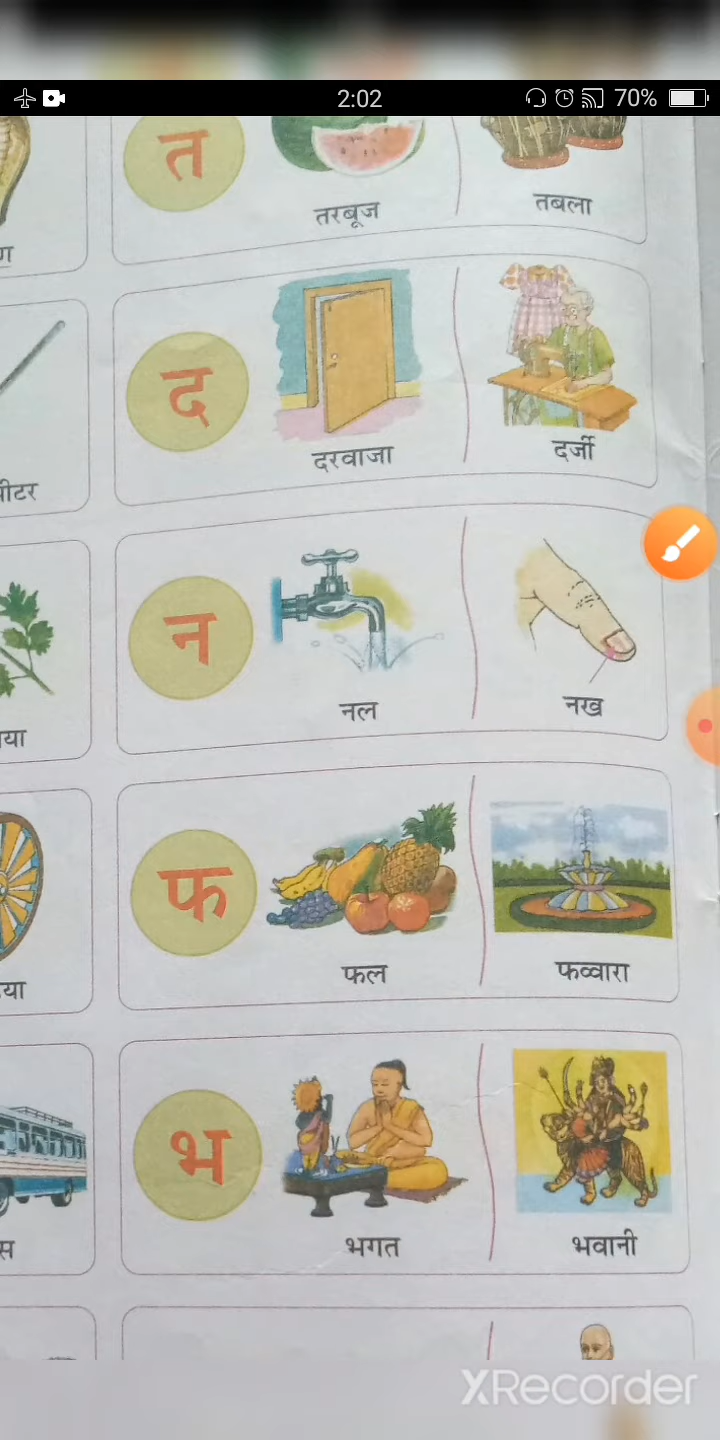 2:02
70%
त
तरबूज
तबला
द
दरवाजा
दर्जी
न
नल
नख
फ
फल
फव्वारा
भ
भगत
भवानी
XRecorder